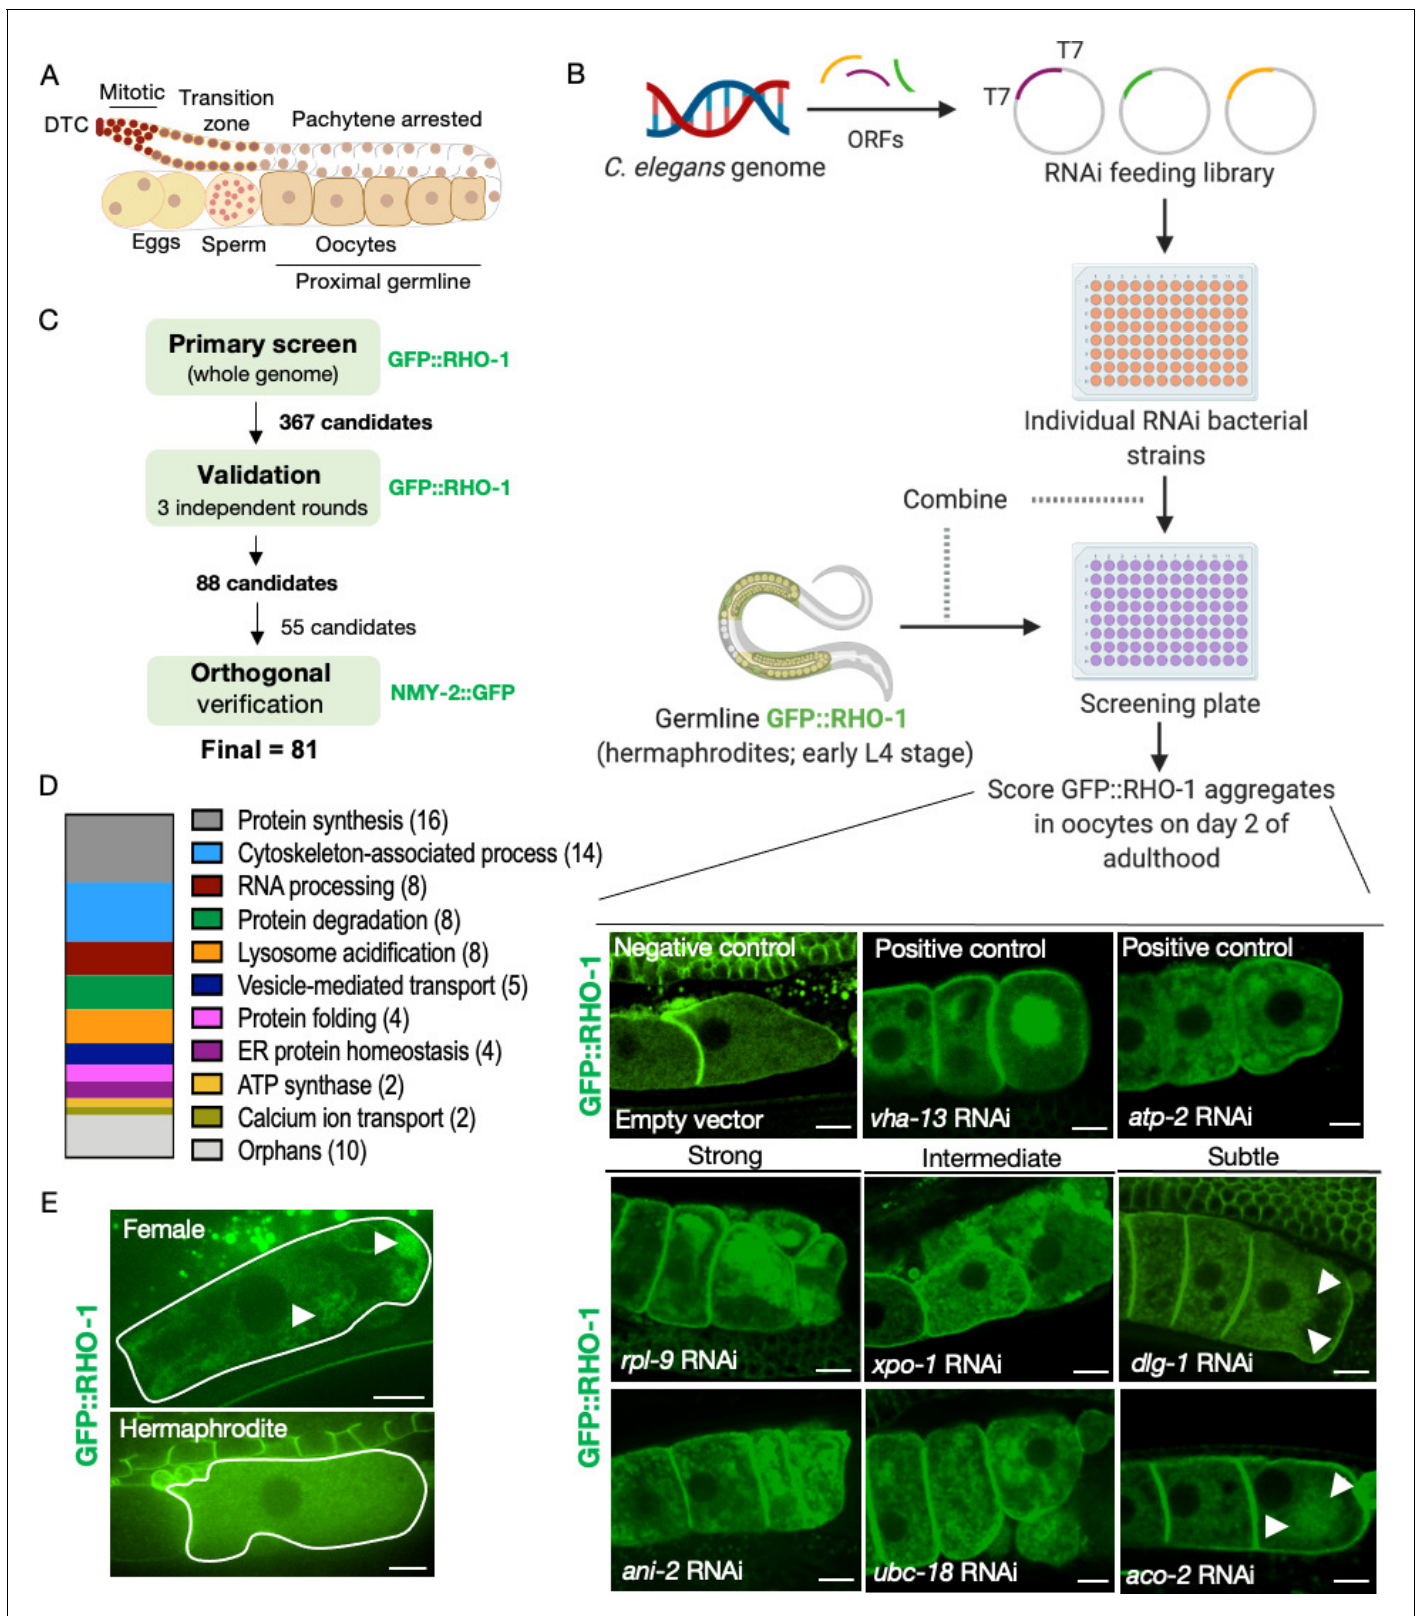 A
Mitotic
Transition
zone
DTC
Pachytene arrested
Eggs
Sperm
Oocytes
Proximal germline
B
T7
T7
ORFs
C. elegans genome
RNAi feeding library
Individual RNAi bacterial
strains
Combine
Germline GFP::RHO-1
(hermaphrodites; early L4 stage)
Screening plate
Score GFP::RHO-1 aggregates
in oocytes on day 2 of
adulthood
C
Primary screen
(whole genome)
GFP::RHO-1
367 candidates
Validation
3 independent rounds
GFP::RHO-1
88 candidates
55 candidates
Orthogonal
verification
NMY-2::GFP
Final = 81
D
Protein synthesis (16)
Cytoskeleton-associated process (14)
RNA processing (8)
Protein degradation (8)
Lysosome acidification (8)
Vesicle-mediated transport (5)
Protein folding (4)
ER protein homeostasis (4)
ATP synthase (2)
Calcium ion transport (2)
Orphans (10)
GFP::RHO-1
Negative control
Empty vector
Positive control
vha-13 RNAi
Positive control
atp-2 RNAi
Strong
Intermediate
Subtle
GFP::RHO-1
rpl-9 RNAi
xpo-1 RNAi
dlg-1 RNAi
ani-2 RNAi
ubc-18 RNAi
aco-2 RNAi
E
GFP::RHO-1
Female
Hermaphrodite